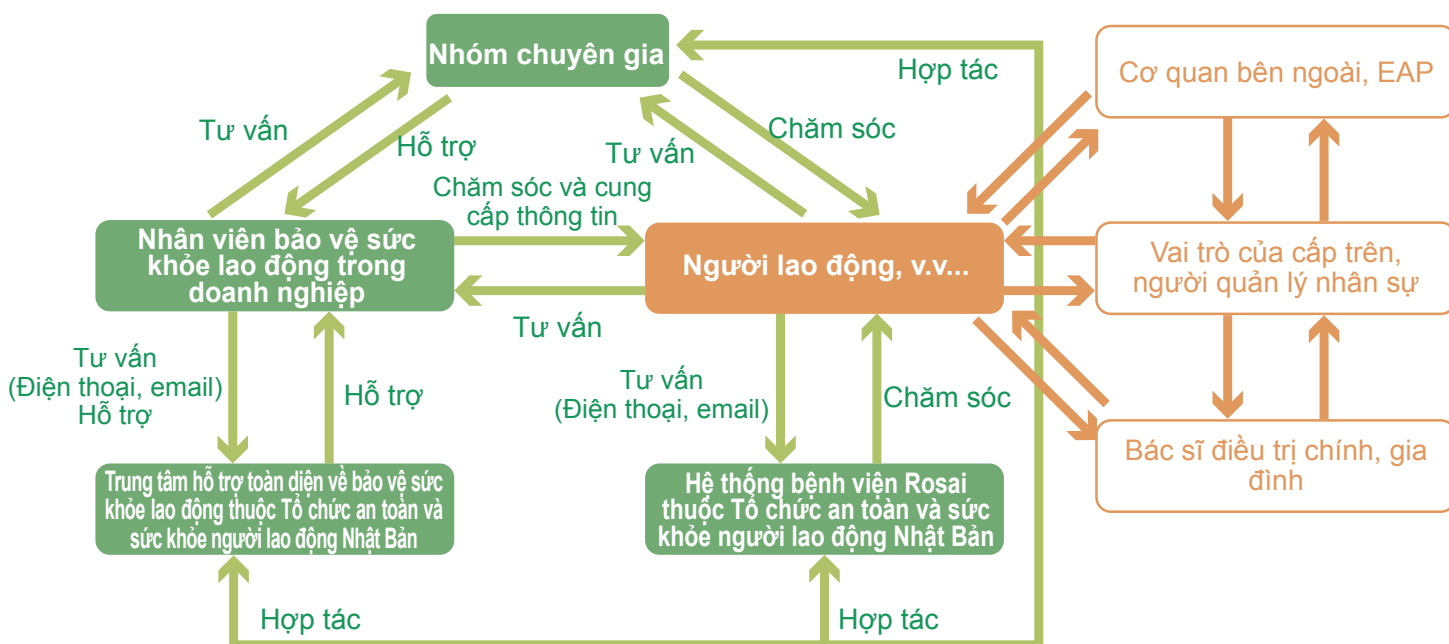 Nhóm chuyên gia
Hợp tác
Cơ quan bên ngoài, EAP
Tư vấn
Hỗ trợ
Tư vấn
Chăm sóc
Chăm sóc và cung
cấp thông tin
Nhân viên bảo vệ sức
khỏe lao động trong
doanh nghiệp
Người lao động, v.v...
Vai trò của cấp trên,
người quản lý nhân sự
Tư vấn
Tư vấn
(Điện thoại, email)
Hỗ trợ
Hỗ trợ
Tư vấn
(Điện thoại, email)
Chăm sóc
Bác sĩ điều trị chính, gia
đình
Trung tâm hỗ trợ toàn diện về bảo vệ sức
khỏe lao động thuộc Tổ chức an toàn và
sức khỏe người lao động Nhật Bản
Hệ thống bệnh viện Rosai
thuộc Tổ chức an toàn và sức
khỏe người lao động Nhật Bản
Hợp tác
Hợp tác